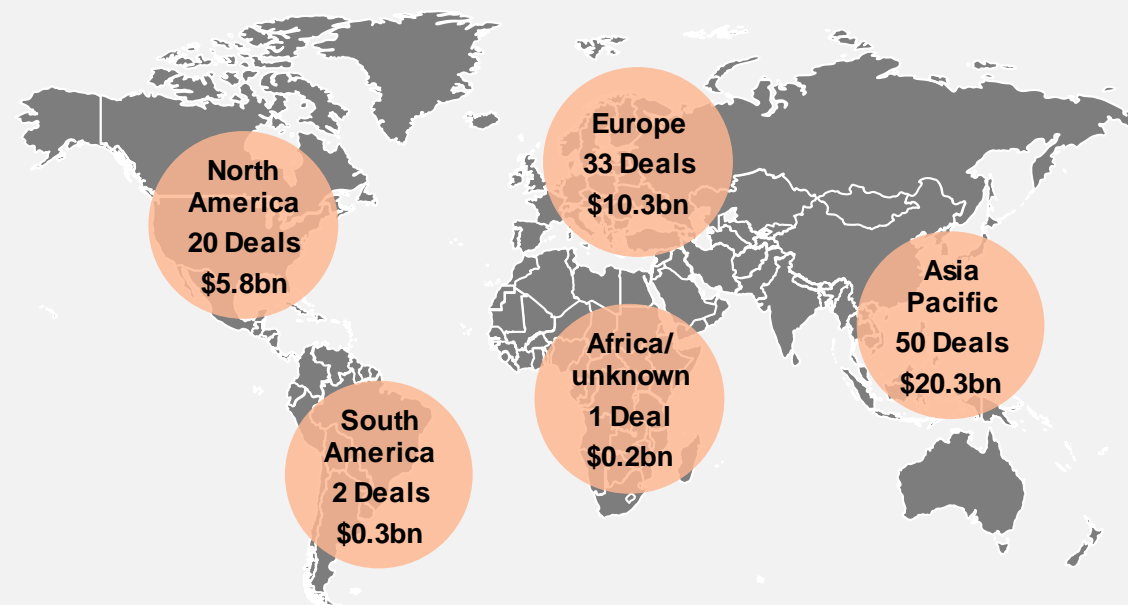 North
America
20 Deals
$5.8bn
Europe
33 Deals
$10.3bn
Asia
Pacific
50 Deals
$20.3bn
Africa/
unknown
1 Deal
$0.2bn
South
America
2 Deals
$0.3bn